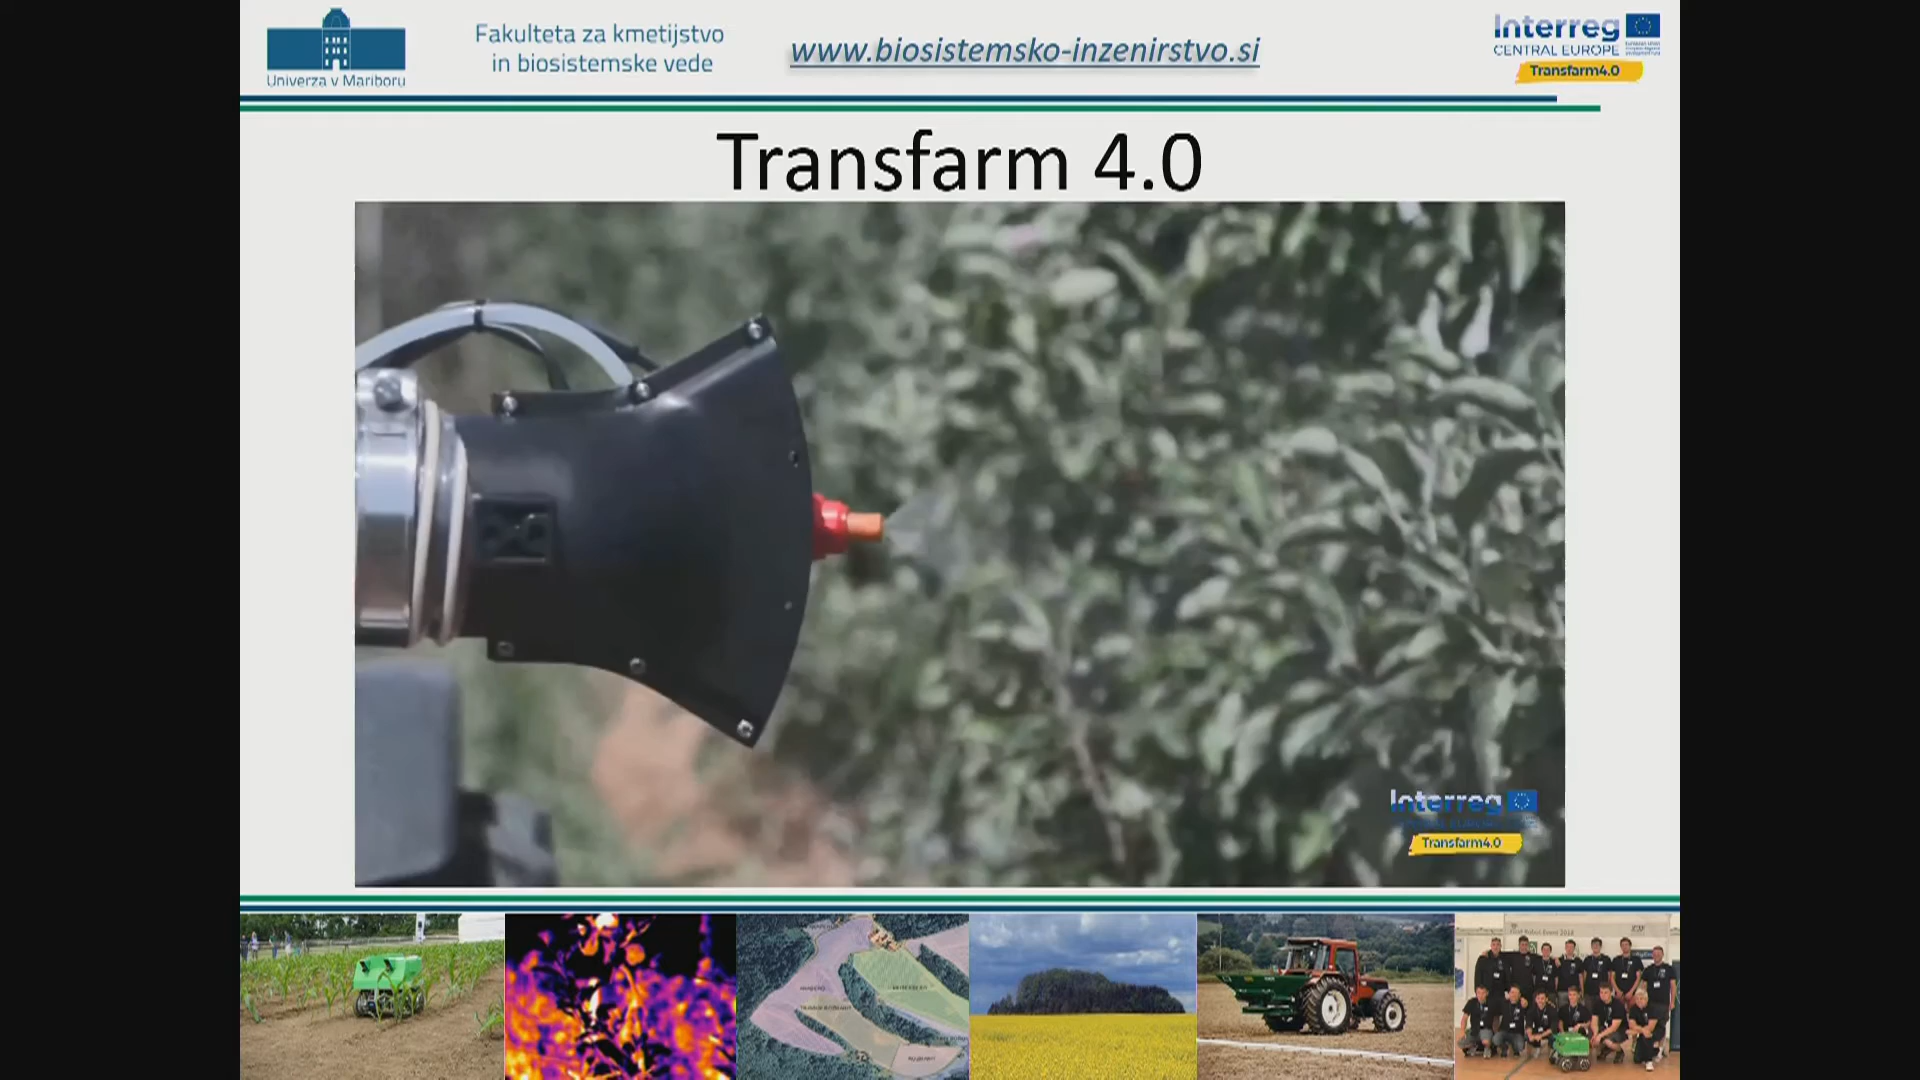 Univerza v Mariboru
Fakulteta za kmetijstvo
in biosistemske vede
www.biosistemsko-inzenirstvo.si
Interreg
CENTRAL EUROPE
Transfarm4.0
Transfarm 4.0
Interreg
Transfarm4.0